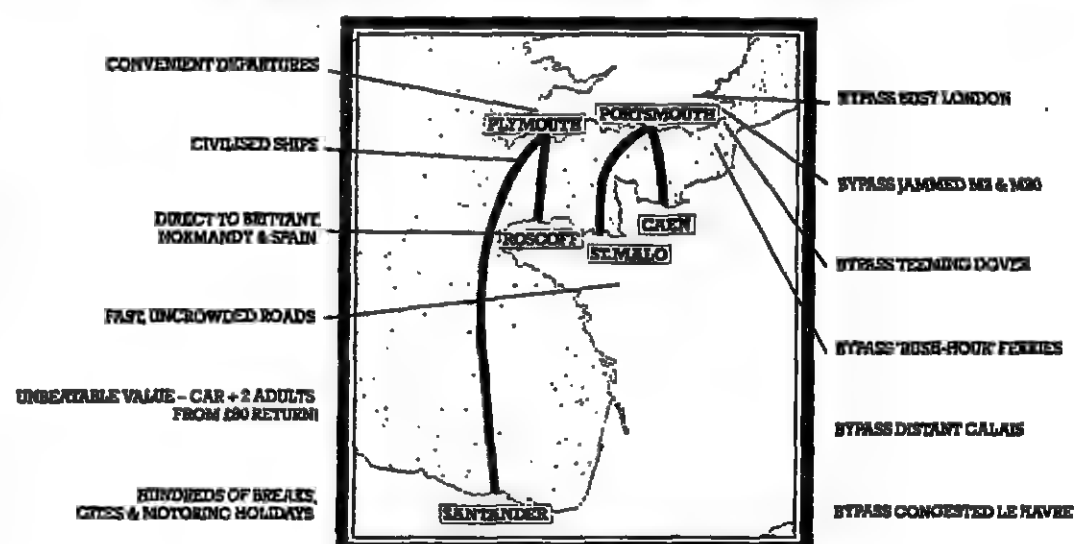 CONVENIENT DEPARTURES
CIVILISED SHIPS
DIRECT TO BRITTANY,
NORMANDY & SPAIN
FAST, UNCROWDED ROADS
UNBEATABLE VALUE – CAR + 2 ADULTS
FROM £80 RETURN!
HUNDREDS OF BREAKS,
GITES & MOTORING HOLIDAYS
PLYMOUTH
PORTSMOUTH
ROSCOFF
ST. MALO
CAEN
SANTANDER
BYPASS BUSY LONDON
BYPASS JAMMED M2 & M20
BYPASS TEEMING DOVER
BYPASS 'RUSH-HOUR' FERRIES
BYPASS DISTANT CALAIS
BYPASS CONGESTED LE HAVRE